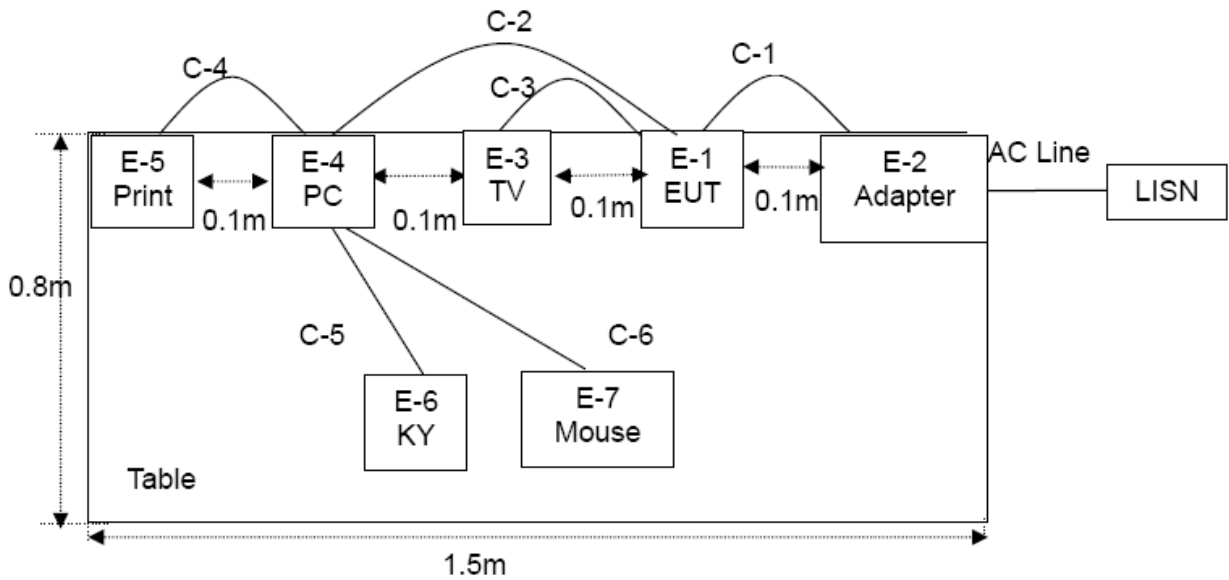 C-2
C-4
C-3
C-1
E-5
Print
E-4
PC
E-3
TV
E-1
EUT
E-2
Adapter
AC Line
LISN
0.1m
0.1m
0.1m
0.1m
0.8m
C-5
C-6
E-6
KY
E-7
Mouse
Table
1.5m